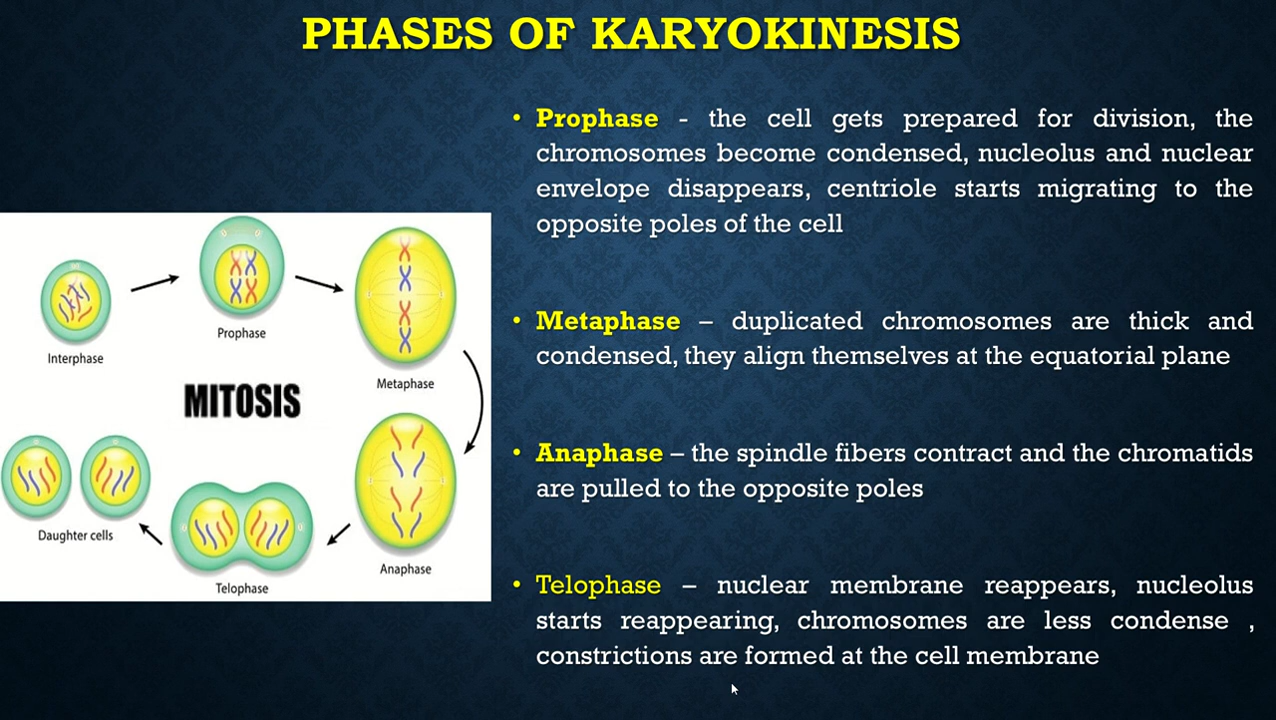 PHASES OF KARYOKINESIS
• Prophase - the cell gets prepared for division, the
chromosomes become condensed, nucleolus and nuclear
envelope disappears, centriole starts migrating to the
opposite poles of the cell
• Metaphase – duplicated chromosomes are thick and
condensed, they align themselves at the equatorial plane
• Anaphase – the spindle fibers contract and the chromatids
are pulled to the opposite poles
• Telophase – nuclear membrane reappears, nucleolus
starts reappearing, chromosomes are less condense ,
constrictions are formed at the cell membrane
Interphase
Prophase
Metaphase
MITOSIS
Anaphase
Telophase
Daughter cells